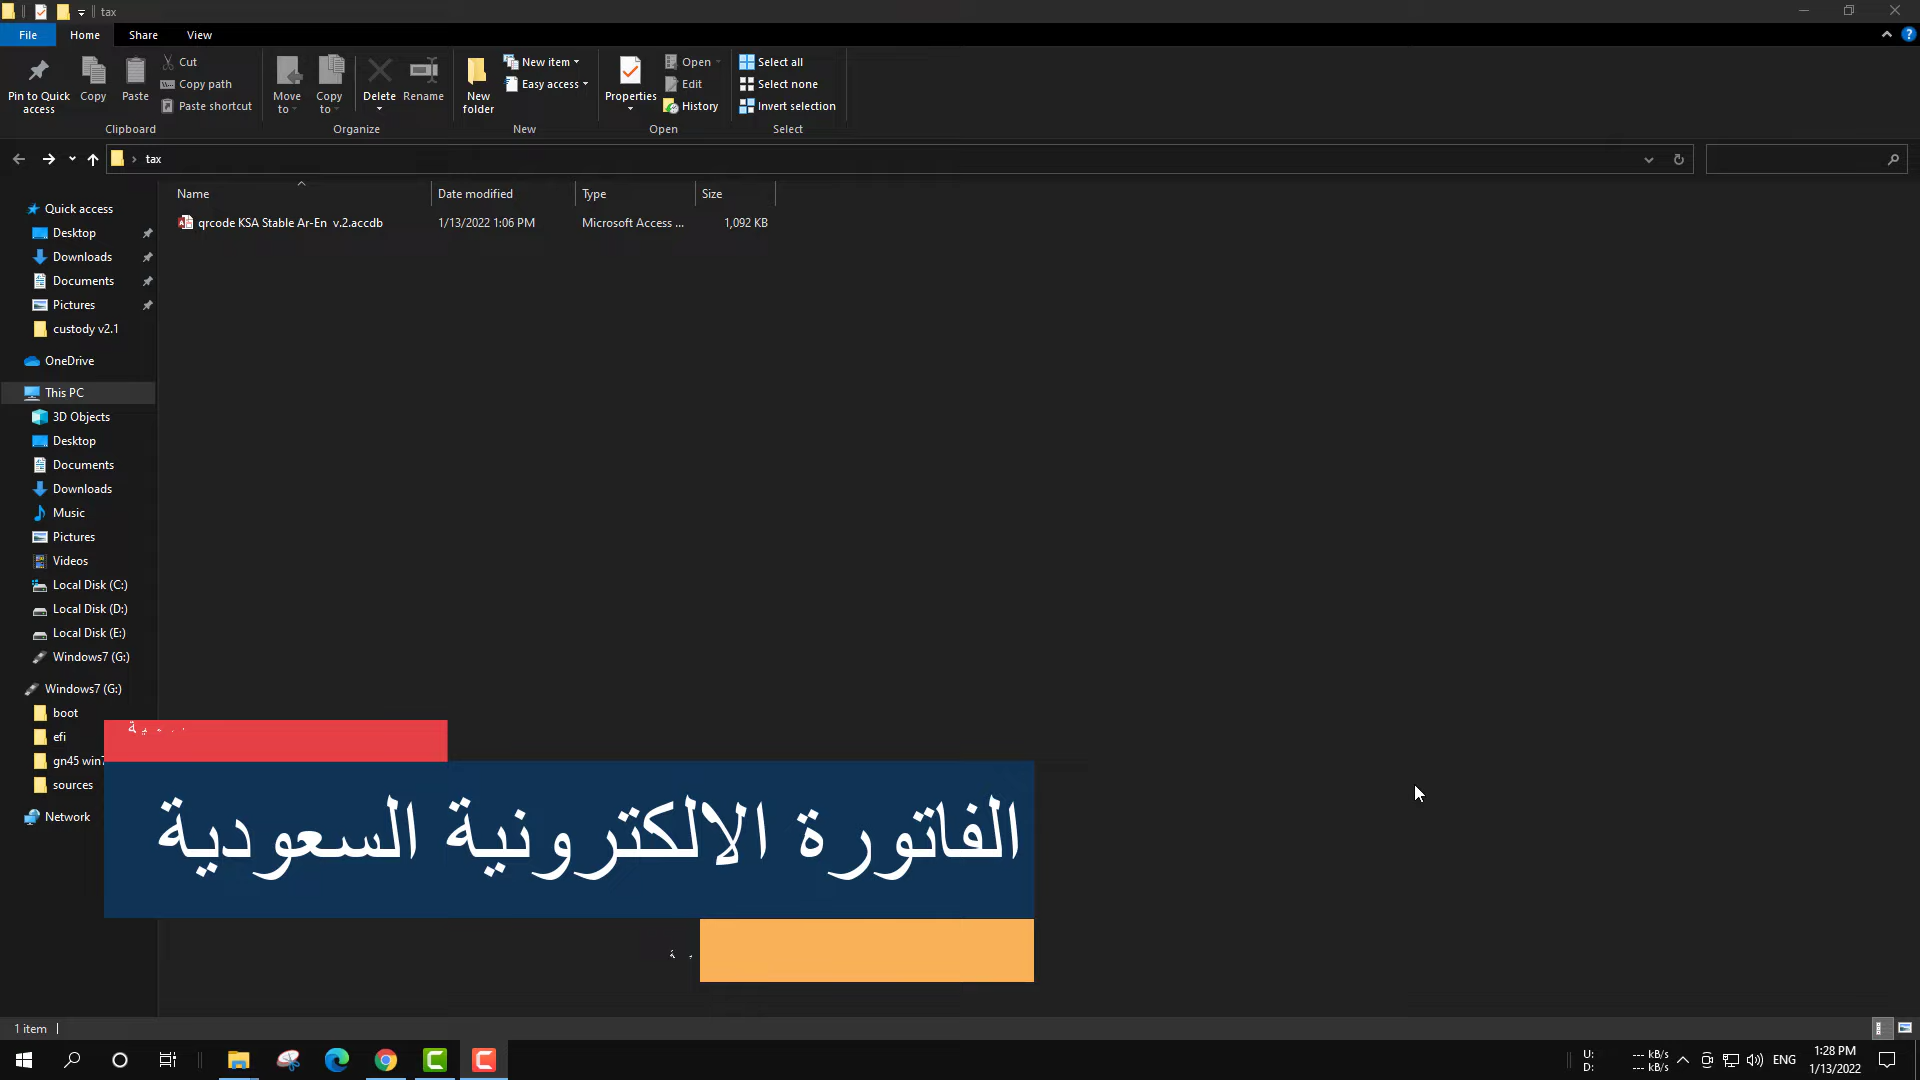 tax
File
Home
Share
View
Pin to Quick access
Copy
Paste
Cut
Copy path
Paste shortcut
Clipboard
Move to
Copy to
Delete
Rename
Organize
New folder
New item
Easy access
New
Properties
Open
Edit
History
Open
Select all
Select none
Invert selection
Select
tax
Name
Date modified
Type
Size
qrcode KSA Stable Ar-En v.2.accdb
1/13/2022 1:06 PM
Microsoft Access ...
1,092 KB
Quick access
Desktop
Downloads
Documents
Pictures
custody v2.1
OneDrive
This PC
3D Objects
Desktop
Documents
Downloads
Music
Pictures
Videos
Local Disk (C:)
Local Disk (D:)
Local Disk (E:)
Windows7 (G:)
Windows7 (G:)
boot
efi
gn45 win7
sources
Network
الفاتورة الالكترونية السعودية
1 item
U: --- kB/s
D: --- kB/s
ENG
1:28 PM
1/13/2022